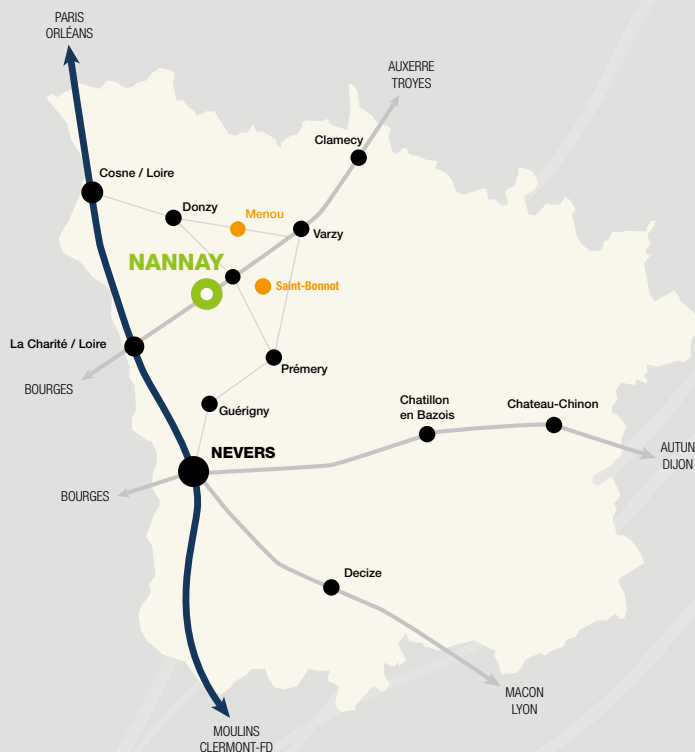 PARIS
ORLÉANS
AUXERRE
TROYES
Clamecy
Cosne / Loire
Donzy
Menou
Varzy
NANNAY
Saint-Bonnot
La Charité / Loire
Prémery
BOURGES
Guérigny
Chatillon
en Bazois
Chateau-Chinon
NEVERS
AUTUN
DIJON
BOURGES
Decize
MACON
LYON
MOULINS
CLERMONT-FD